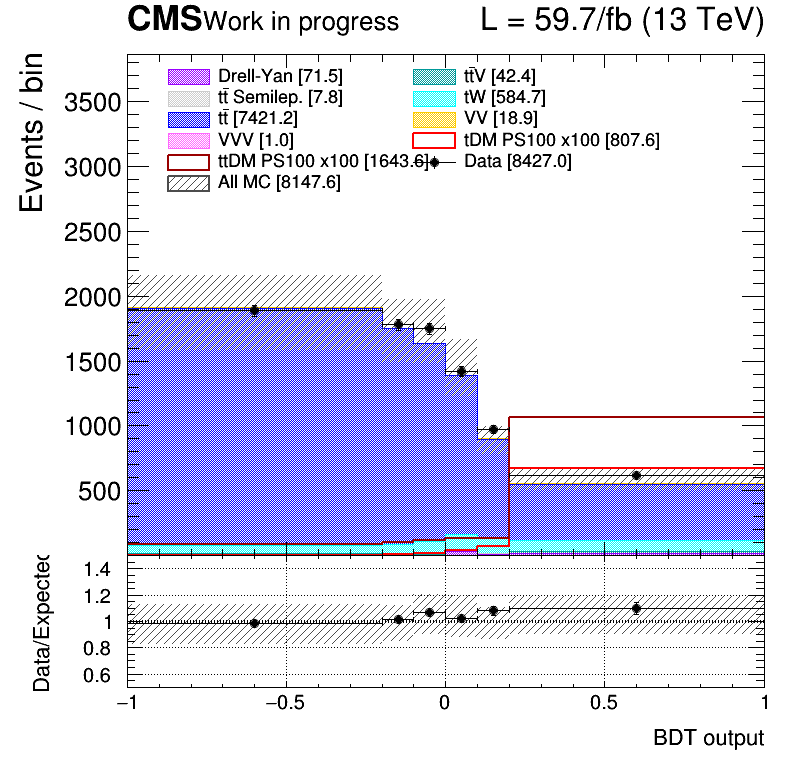 CMS Work in progress L = 59.7/fb (13 TeV)
Events / bin
Drell-Yan [71.5] tt̄V [42.4]
tt̄ Semilep. [7.8] tW [584.7]
tt̄ [7421.2] VV [18.9]
VVV [1.0] tDM PS100 x100 [807.6]
ttDM PS100 x100 [1643.6] Data [8427.0]
All MC [8147.6]
3500
3000
2500
2000
1500
1000
500
Data/Expected
1.4
1.2
1
0.8
0.6
−1 −0.5 0 0.5 1
BDT output